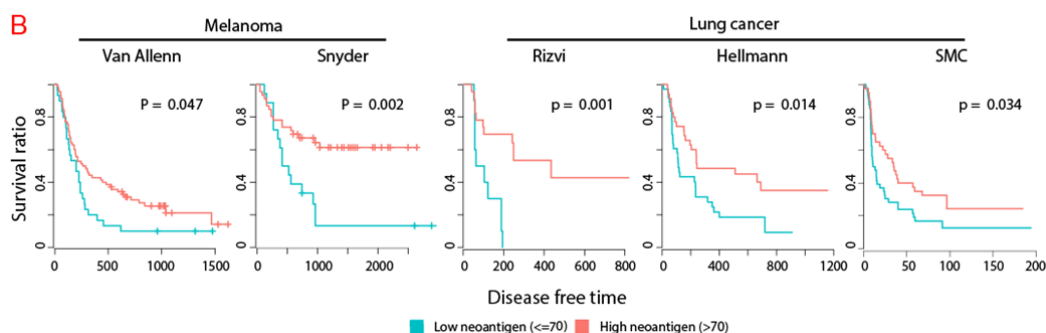 B
Melanoma
Lung cancer
Van Allenn
Snyder
Rizvi
Hellmann
SMC
Survival ratio
0.8
0.4
0
P = 0.047
0 500 1000 1500
0.8
0.4
0
P = 0.002
0 1000 2000
0.8
0.4
0
p = 0.001
0 200 400 600 800
0.8
0.4
0
p = 0.014
0 400 800 1200
0.8
0.4
0
p = 0.034
0 50 100 150 200
Disease free time
Low neoantigen (<=70) High neoantigen (>70)